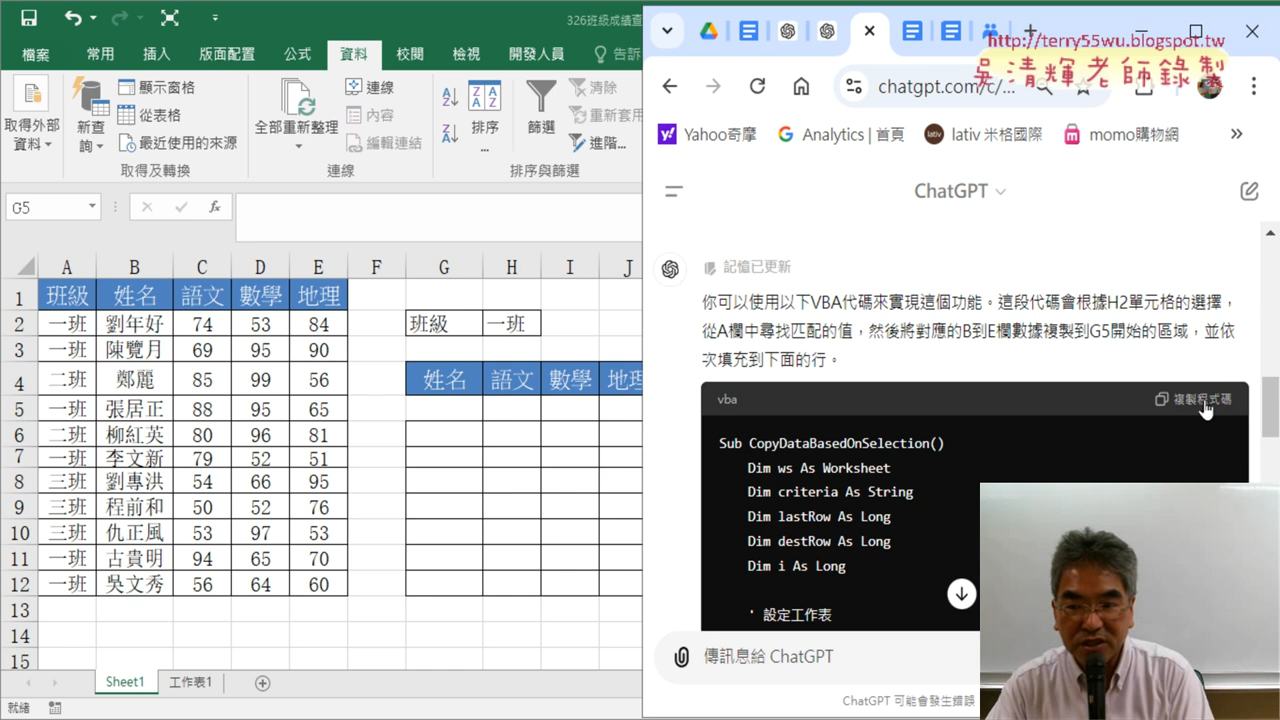 326班級成績查
檔案 常用 插入 版面配置 公式 資料 校閱 檢視 開發人員 告訴
取得外部
資料
新查
詢
顯示窗格
從表格
最近使用的來源
取得及轉換
全部重新整理
連線
內容
編輯連結
連線
排序
...
篩選
清除
重新套用
進階...
排序與篩選
G5
fx
A B C D E F G H I J
1 班級 姓名 語文 數學 地理
2 一班 劉年好 74 53 84 班級 一班
3 一班 陳覽月 69 95 90
4 二班 鄭麗 85 99 56 姓名 語文 數學 地理
5 一班 張居正 88 95 65
6 二班 柳紅英 80 96 81
7 一班 李文新 79 52 51
8 三班 劉專洪 54 66 95
9 三班 程前和 50 52 76
10 三班 仇正風 53 97 53
11 一班 古貴明 94 65 70
12 一班 吳文秀 56 64 60
13
14
15
Sheet1 工作表1
就緒
http://terry55wu.blogspot.tw
吳清輝老師錄製
chatgpt.com/c/...
Yahoo奇摩 Analytics | 首頁 lativ 米格國際 momo購物網
ChatGPT
記憶已更新
你可以使用以下VBA代碼來實現這個功能。這段代碼會根據H2單元格的選擇，
從A欄中尋找匹配的值，然後將對應的B到E欄數據複製到G5開始的區域，並依
次填充到下面的行。
vba 複製程式碼
Sub CopyDataBasedOnSelection()
Dim ws As Worksheet
Dim criteria As String
Dim lastRow As Long
Dim destRow As Long
Dim i As Long
' 設定工作表
傳訊息給 ChatGPT
ChatGPT 可能會發生錯誤